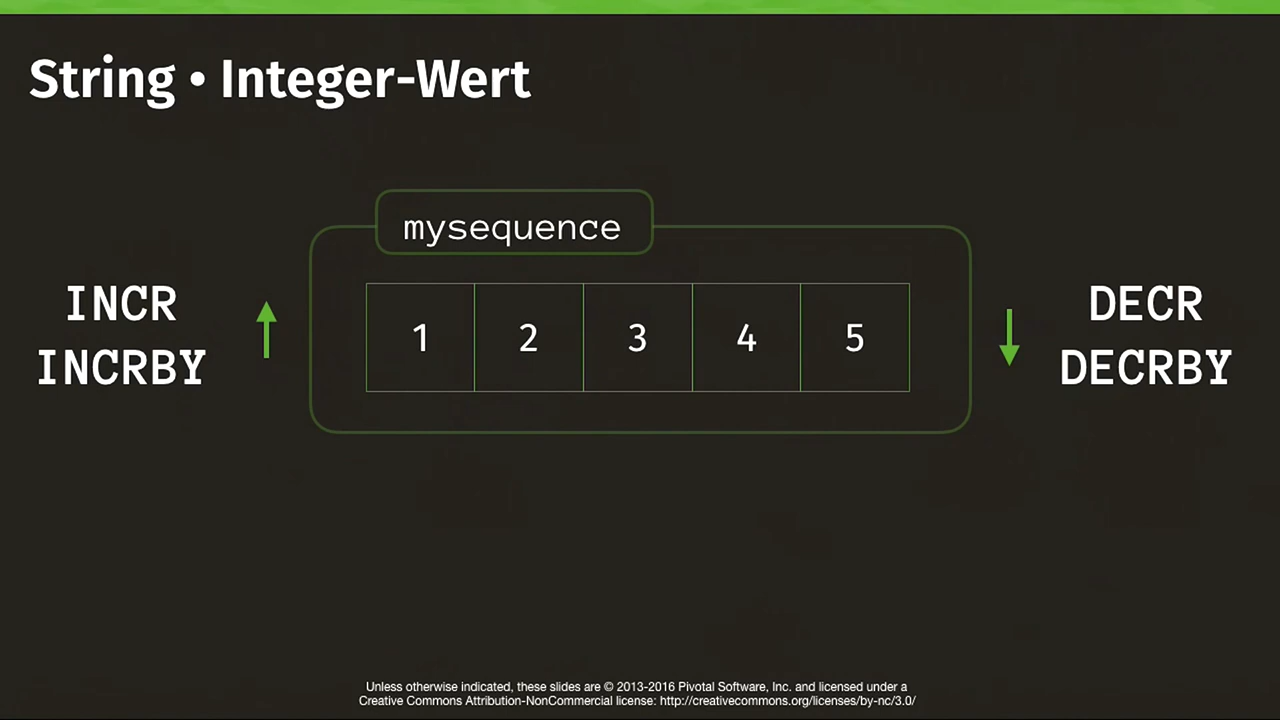 String • Integer-Wert
mysequence
INCR
INCRBY
1 2 3 4 5
DECR
DECRBY
Unless otherwise indicated, these slides are © 2013-2016 Pivotal Software, Inc. and licensed under a
Creative Commons Attribution-NonCommercial license: http://creativecommons.org/licenses/by-nc/3.0/